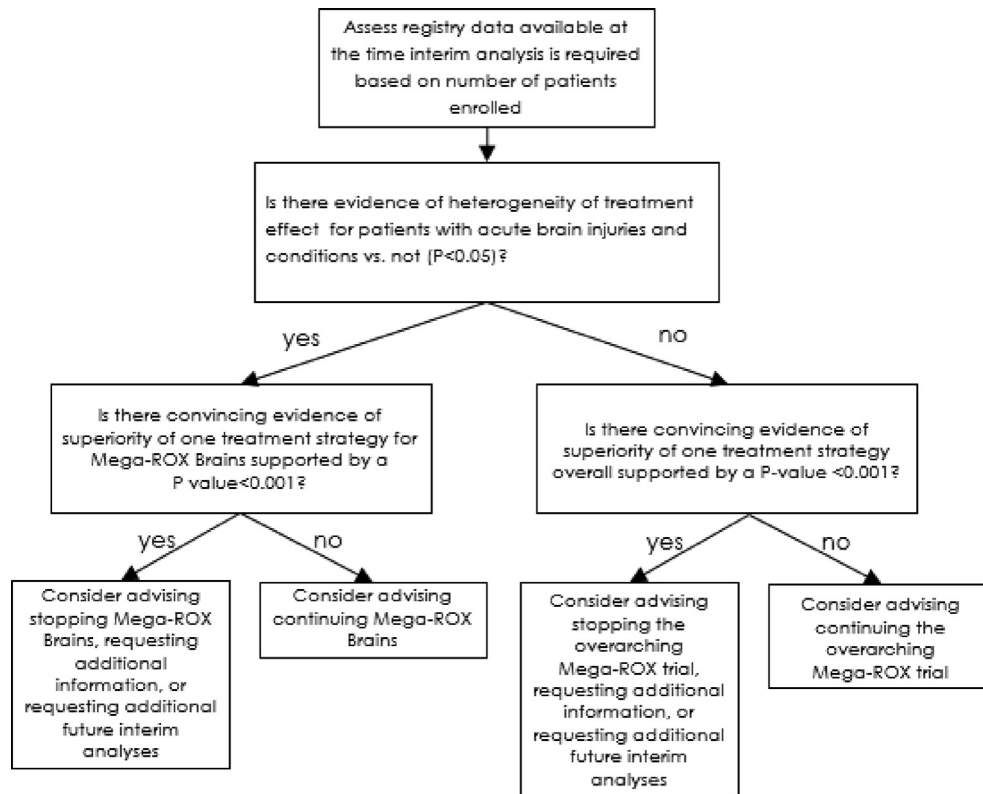 Assess registry data available at
the time interim analysis is required
based on number of patients
enrolled
Is there evidence of heterogeneity of treatment
effect for patients with acute brain injuries and
conditions vs. not (P<0.05)?
yes
no
Is there convincing evidence of
superiority of one treatment strategy for
Mega-ROX Brains supported by a
P value<0.001?
Is there convincing evidence of
superiority of one treatment strategy
overall supported by a P-value <0.001?
yes
no
yes
no
Consider advising
stopping Mega-ROX
Brains, requesting
additional
information, or
requesting additional
future interim
analyses
Consider advising
continuing Mega-ROX
Brains
Consider advising
stopping the
overarching
Mega-ROX trial,
requesting additional
information, or
requesting additional
future interim
analyses
Consider advising
continuing the
overarching
Mega-ROX trial